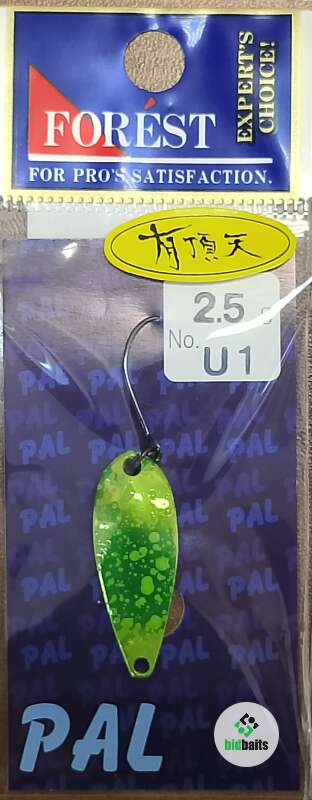 FORÉST
FOR PRO'S SATISFACTION.
EXPERT'S
CHOICE!
有頂天
2.5 g
No.
U1
PAL
PAL
PAL
PAL
PAL
bidbaits